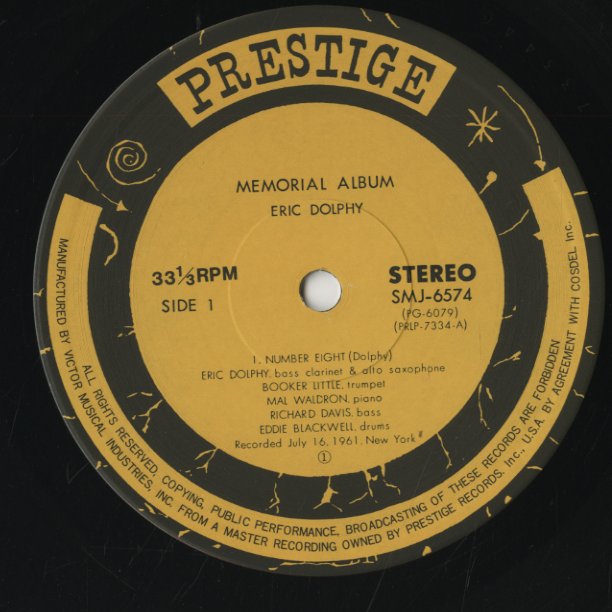 PRESTIGE
MEMORIAL ALBUM
ERIC DOLPHY
33⅓RPM
SIDE 1
STEREO
SMJ-6574
(PG-6079)
(PRLP-7334-A)
1. NUMBER EIGHT (Dolphy)
ERIC DOLPHY. bass clarinet & alto saxophone
BOOKER LITTLE. trumpet
MAL WALDRON. piano
RICHARD DAVIS. bass
EDDIE BLACKWELL. drums
Recorded July 16. 1961. New York #
①
MANUFACTURED BY VICTOR MUSICAL INDUSTRIES, INC. FROM A MASTER RECORDING OWNED BY PRESTIGE RECORDS. Inc., U.S.A. BY AGREEMENT WITH COSDEL Inc.
ALL RIGHTS RESERVED, COPYING, PUBLIC PERFORMANCE, BROADCASTING OF THESE RECORDS ARE FORBIDDEN